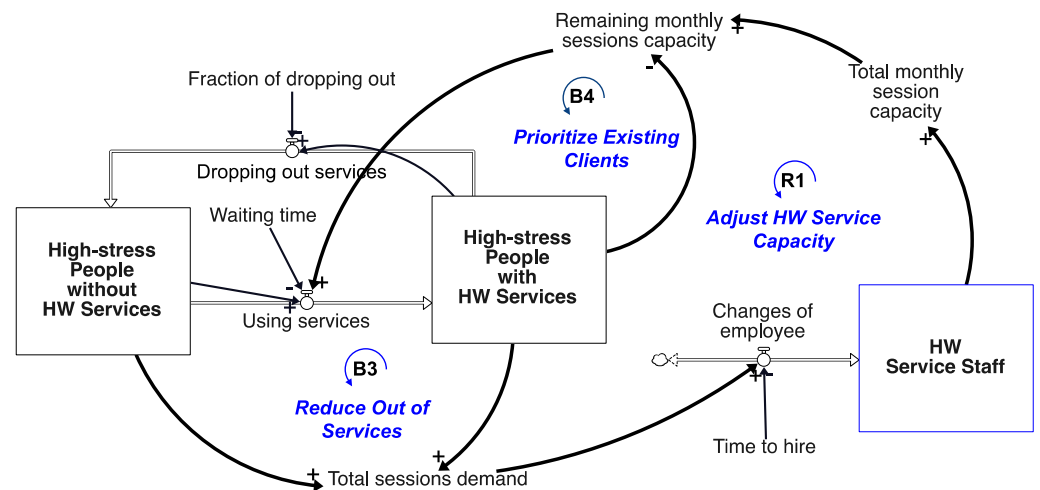 Remaining monthly
sessions capacity
Fraction of dropping out
Total monthly
session
capacity
B4
Prioritize Existing
Clients
-
+
-
-
+
+
Dropping out services
R1
Adjust HW Service
Capacity
Waiting time
High-stress
People
without
HW Services
High-stress
People
with
HW Services
-
+
+
Using services
Changes of
employee
HW
Service Staff
B3
Reduce Out of
Services
+
-
Time to hire
+
+
Total sessions demand